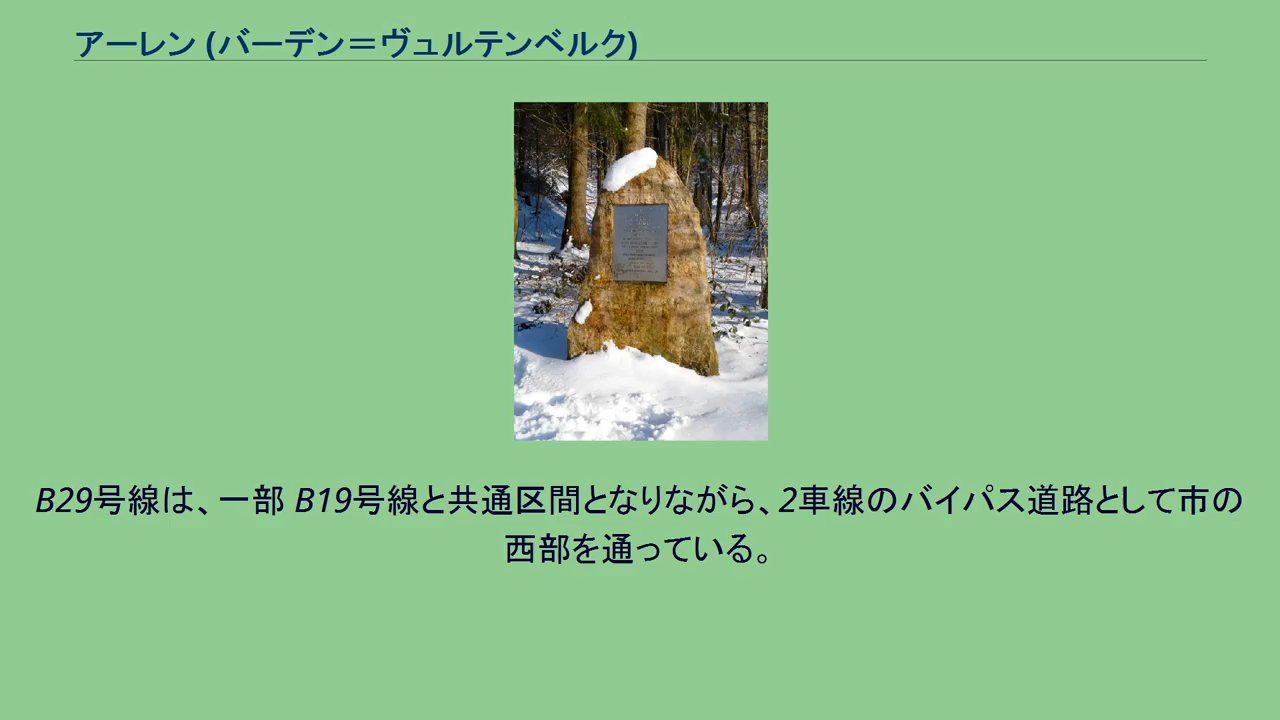 アーレン (バーデン＝ヴュルテンベルク)
B29号線は、一部 B19号線と共通区間となりながら、2車線のバイパス道路として市の
西部を通っている。